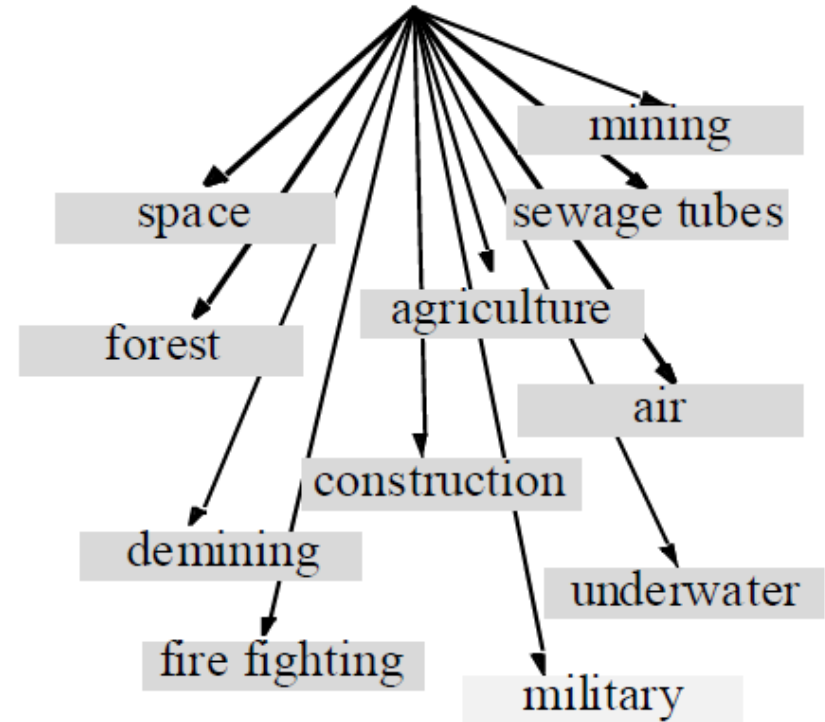 mining
space
sewage tubes
agriculture
forest
air
construction
demining
underwater
fire fighting
military